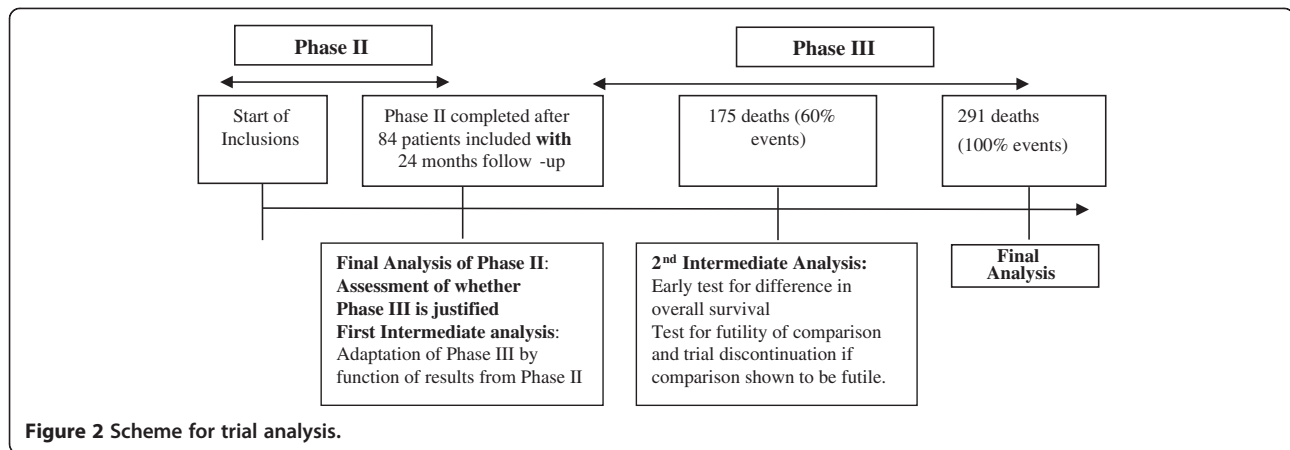 Phase II
Phase III
Start of
Inclusions
Phase II completed after
84 patients included with
24 months follow -up
175 deaths (60%
events)
291 deaths
(100% events)
Final Analysis of Phase II:
Assessment of whether
Phase III is justified
First Intermediate analysis:
Adaptation of Phase III by
function of results from Phase II
2nd Intermediate Analysis:
Early test for difference in
overall survival
Test for futility of comparison
and trial discontinuation if
comparison shown to be futile.
Final
Analysis
Figure 2 Scheme for trial analysis.